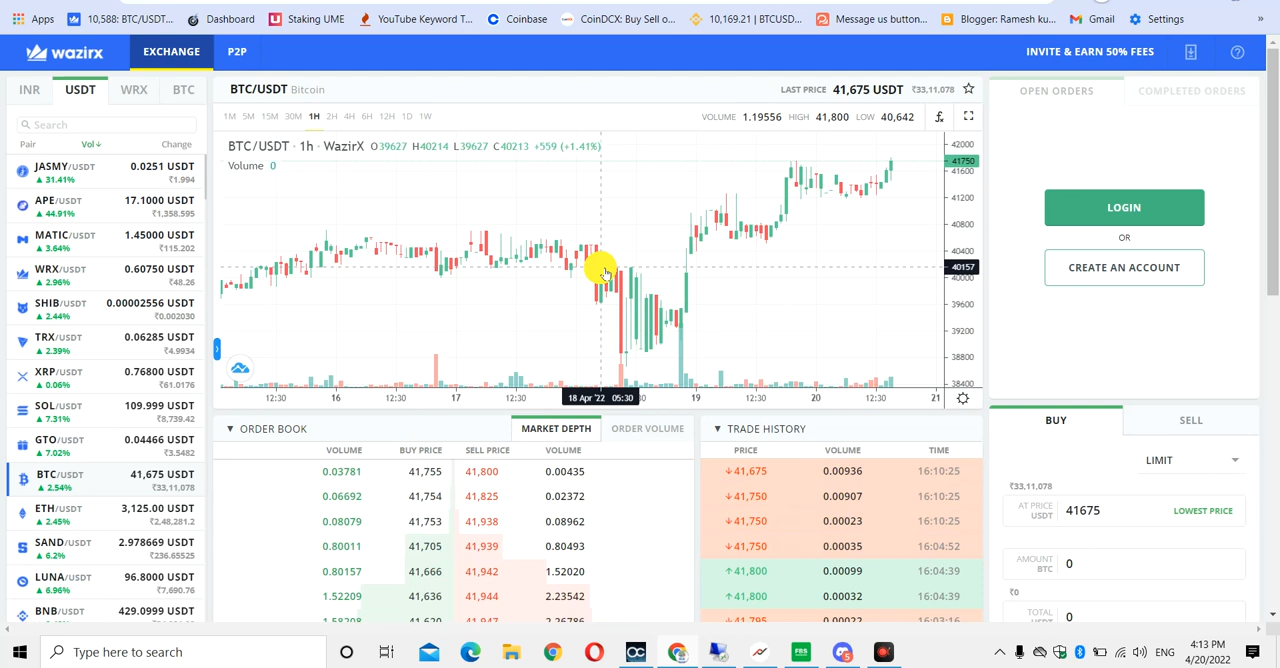 Apps 10,588: BTC/USDT... Dashboard Staking UME YouTube Keyword T... Coinbase CoinDCX: Buy Sell o... 10,169.21 | BTCUSD... Message us button... Blogger: Ramesh ku... Gmail Settings »
wazirx EXCHANGE P2P INVITE & EARN 50% FEES
INR USDT WRX BTC
BTC/USDT Bitcoin LAST PRICE 41,675 USDT ₹33,11,078
OPEN ORDERS COMPLETED ORDERS
1M 5M 15M 30M 1H 2H 4H 6H 12H 1D 1W VOLUME 1.19556 HIGH 41,800 LOW 40,642
Search
Pair Vol↓ Change
BTC/USDT · 1h · WazirX O39627 H40214 L39627 C40213 +559 (+1.41%)
Volume 0
JASMY/USDT 0.0251 USDT
▲ 31.41% ₹1.994
APE/USDT 17.1000 USDT
▲ 44.91% ₹1,358.595
MATIC/USDT 1.45000 USDT
▲ 3.64% ₹115.202
WRX/USDT 0.60750 USDT
▲ 2.96% ₹48.26
SHIB/USDT 0.00002556 USDT
▲ 2.44% ₹0.002030
TRX/USDT 0.06285 USDT
▲ 2.39% ₹4.9934
XRP/USDT 0.76800 USDT
▲ 0.06% ₹61.0176
SOL/USDT 109.999 USDT
▲ 7.31% ₹8,739.42
GTO/USDT 0.04466 USDT
▲ 7.02% ₹3.5482
BTC/USDT 41,675 USDT
▲ 2.54% ₹33,11,078
ETH/USDT 3,125.00 USDT
▲ 2.45% ₹2,48,281.2
SAND/USDT 2.978669 USDT
▲ 6.2% ₹236.65525
LUNA/USDT 96.8000 USDT
▲ 6.96% ₹7,690.76
BNB/USDT 429.0999 USDT
42000
41750
41600
41200
40800
40400
40157
40000
39600
39200
38800
38400
12:30 16 12:30 17 12:30 18 Apr '22 05:30 19 12:30 20 12:30 21
LOGIN
OR
CREATE AN ACCOUNT
▼ ORDER BOOK MARKET DEPTH ORDER VOLUME
VOLUME BUY PRICE SELL PRICE VOLUME
0.03781 41,755 41,800 0.00435
0.06692 41,754 41,825 0.02372
0.08079 41,753 41,938 0.08962
0.80011 41,705 41,939 0.80493
0.80157 41,666 41,942 1.52020
1.52209 41,636 41,944 2.23542
1.58208 41,620 41,947 2.26786
▼ TRADE HISTORY
PRICE VOLUME TIME
↓41,675 0.00936 16:10:25
↓41,750 0.00907 16:10:25
↓41,750 0.00023 16:10:25
↓41,750 0.00035 16:04:52
↑41,800 0.00099 16:04:39
↑41,800 0.00032 16:04:39
↓41,795 0.00022 16:03:16
BUY SELL
LIMIT
₹33,11,078
AT PRICE USDT 41675 LOWEST PRICE
AMOUNT BTC 0
₹0
TOTAL 0
Type here to search
ENG 4:13 PM
4/20/2022